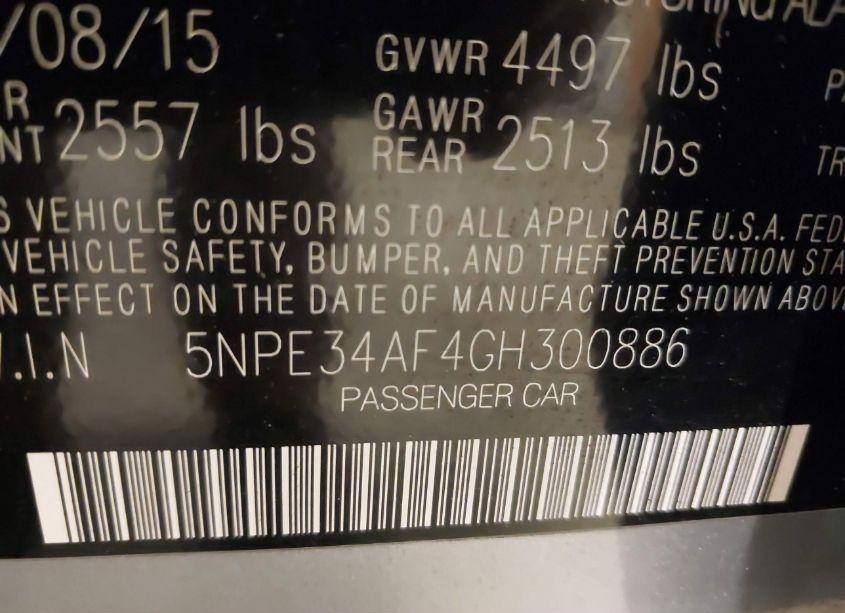 /08/15
GVWR 4497 lbs
R
NT 2557 lbs
GAWR
REAR 2513 lbs
TR
S VEHICLE CONFORMS TO ALL APPLICABLE U.S.A. FED
VEHICLE SAFETY, BUMPER, AND THEFT PREVENTION STA
N EFFECT ON THE DATE OF MANUFACTURE SHOWN ABOV
.I.N 5NPE34AF4GH300886
PASSENGER CAR